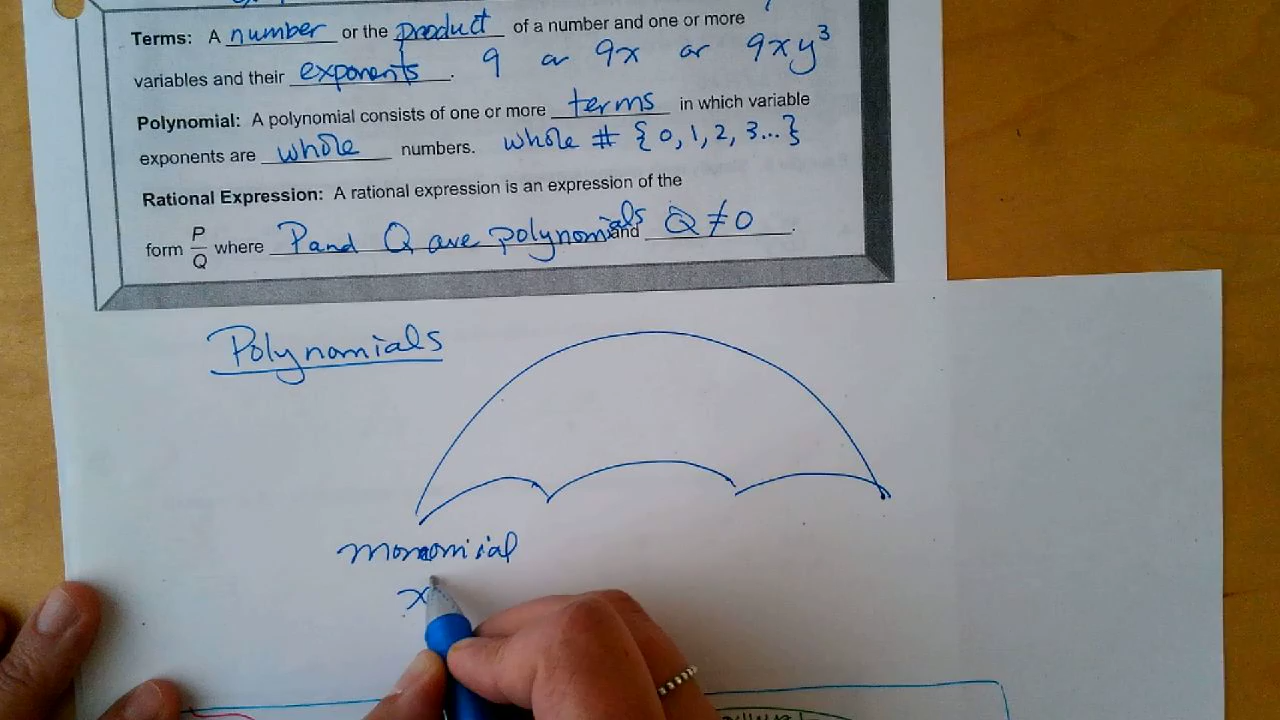 Terms: A number or the product of a number and one or more
variables and their exponents. 9 or 9x or 9xy³
Polynomial: A polynomial consists of one or more terms in which variable
exponents are whole numbers. whole # {0, 1, 2, 3...}
Rational Expression: A rational expression is an expression of the
form P/Q where P and Q are polynomials and Q ≠ 0.
Polynomials
monomial
x